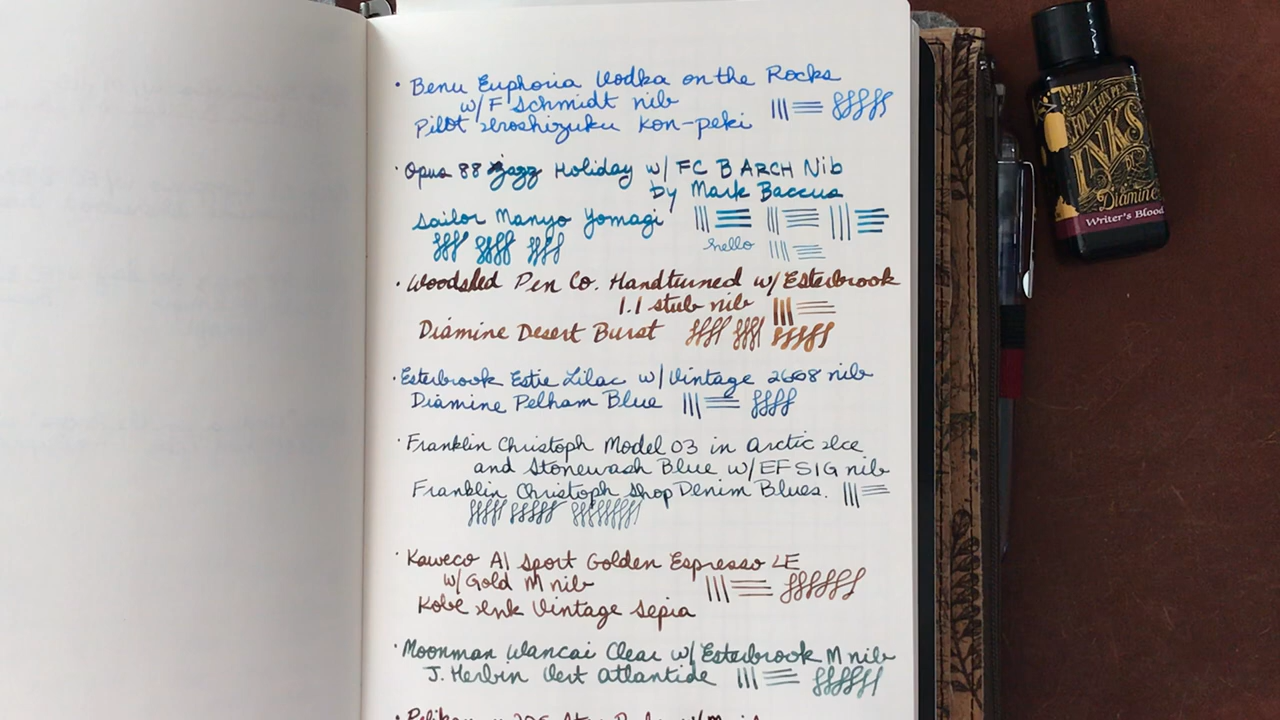 · Benu Euphoria Vodka on the Rocks
w/F Schmidt nib
Pilot Iroshizuku Kon-peki
· Opus 88 Jazz Holiday w/ FC B ARCH Nib
by Mark Baccus
Sailor Manyo Yomagi
hello
· Woodshed Pen Co. Handturned w/Esterbrook
1.1 stub nib
Diamine Desert Burst
· Esterbrook Estie Lilac w/Vintage 2668 nib
Diamine Pelham Blue
· Franklin Christoph Model 03 in Arctic Ice
and Stonewash Blue w/EF SIG nib
Franklin Christoph Shop Denim Blues.
· Kaweco Al Sport Golden Espresso LE
w/Gold M nib
Kobe Ink Vintage Sepia
· Moonman Wancai Clear w/Esterbrook M nib
J. Herbin Vert Atlantide
FOUNTAIN PEN
INKS
Diamine
Writer's Blood